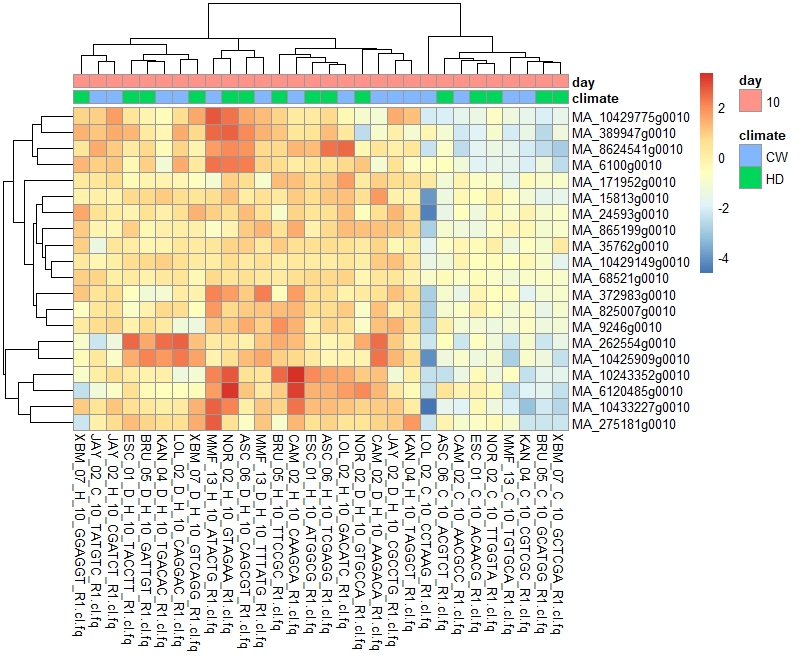 day
climate
MA_10429775g0010
MA_389947g0010
MA_8624541g0010
MA_6100g0010
MA_171952g0010
MA_15813g0010
MA_24593g0010
MA_865199g0010
MA_35762g0010
MA_10429149g0010
MA_68521g0010
MA_372983g0010
MA_825007g0010
MA_9246g0010
MA_262554g0010
MA_10425909g0010
MA_10243352g0010
MA_6120485g0010
MA_10433227g0010
MA_275181g0010
2
0
-2
-4
day
10
climate
CW
HD
XBM_07_H_10_GGAGGT_R1.cl.fq
JAY_02_C_10_TATGTC_R1.cl.fq
JAY_02_H_10_CGATCT_R1.cl.fq
ESC_01_D_H_10_TACCTT_R1.cl.fq
BRU_05_D_H_10_GATTGT_R1.cl.fq
KAN_04_D_H_10_TGACAC_R1.cl.fq
LOL_02_D_H_10_CAGGAC_R1.cl.fq
XBM_07_D_H_10_GTCAGG_R1.cl.fq
MMF_13_H_10_ATACTG_R1.cl.fq
NOR_02_H_10_GTAGAA_R1.cl.fq
ASC_06_D_H_10_CAGCGT_R1.cl.fq
MMF_13_D_H_10_TTTATG_R1.cl.fq
BRU_05_H_10_TTCCGC_R1.cl.fq
CAM_02_H_10_CAAGCA_R1.cl.fq
ESC_01_H_10_ATGGCG_R1.cl.fq
ASC_06_H_10_TCGAGG_R1.cl.fq
LOL_02_H_10_GACATC_R1.cl.fq
NOR_02_D_H_10_GTGCCA_R1.cl.fq
CAM_02_D_H_10_AAGACA_R1.cl.fq
JAY_02_D_H_10_CGCCTG_R1.cl.fq
KAN_04_H_10_TAGGCT_R1.cl.fq
LOL_02_C_10_CCTAAG_R1.cl.fq
ASC_06_C_10_ACGTCT_R1.cl.fq
CAM_02_C_10_AACGCC_R1.cl.fq
ESC_01_C_10_ACAACG_R1.cl.fq
NOR_02_C_10_TTGGTA_R1.cl.fq
MMF_13_C_10_TGTGCA_R1.cl.fq
KAN_04_C_10_CGTCGC_R1.cl.fq
BRU_05_C_10_GCATGG_R1.cl.fq
XBM_07_C_10_GCTCGA_R1.cl.fq